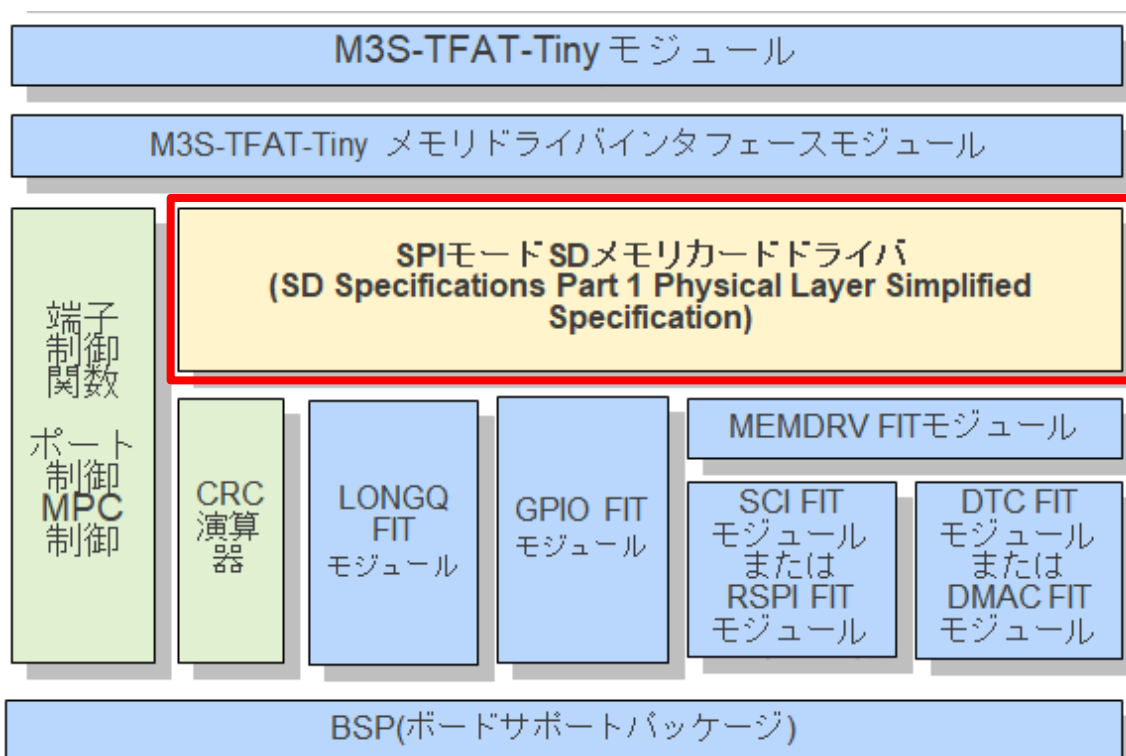 M3S-TFAT-Tiny モジュール
M3S-TFAT-Tiny メモリドライバインタフェースモジュール
SPIモード SDメモリカードドライバ
(SD Specifications Part 1 Physical Layer Simplified
Specification)
端子
制御
関数
ポート
制御
MPC
制御
CRC
演算
器
LONGQ
FIT
モジュール
GPIO FIT
モジュール
MEMDRV FITモジュール
SCI FIT
モジュール
または
RSPI FIT
モジュール
DTC FIT
モジュール
または
DMAC FIT
モジュール
BSP(ボードサポートパッケージ)